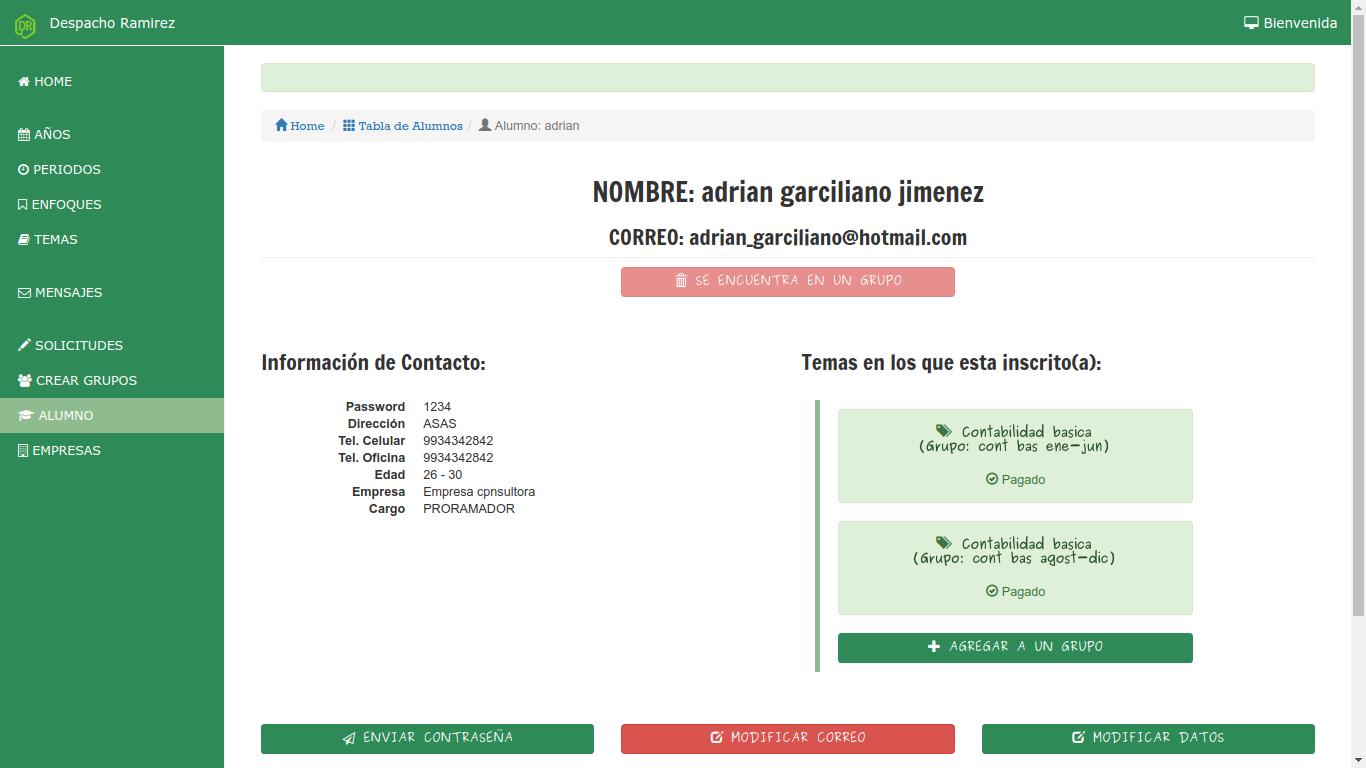 DR Despacho Ramirez
Bienvenida
HOME
AÑOS
PERIODOS
ENFOQUES
TEMAS
MENSAJES
SOLICITUDES
CREAR GRUPOS
ALUMNO
EMPRESAS
Home / Tabla de Alumnos / Alumno: adrian
NOMBRE: adrian garciliano jimenez
CORREO: adrian_garciliano@hotmail.com
SE ENCUENTRA EN UN GRUPO
Información de Contacto:
Password 1234
Dirección ASAS
Tel. Celular 9934342842
Tel. Oficina 9934342842
Edad 26 - 30
Empresa Empresa cpnsultora
Cargo PRORAMADOR
Temas en los que esta inscrito(a):
Contabilidad basica
(Grupo: cont bas ene-jun)
Pagado
Contabilidad basica
(Grupo: cont bas agost-dic)
Pagado
AGREGAR A UN GRUPO
ENVIAR CONTRASEÑA
MODIFICAR CORREO
MODIFICAR DATOS